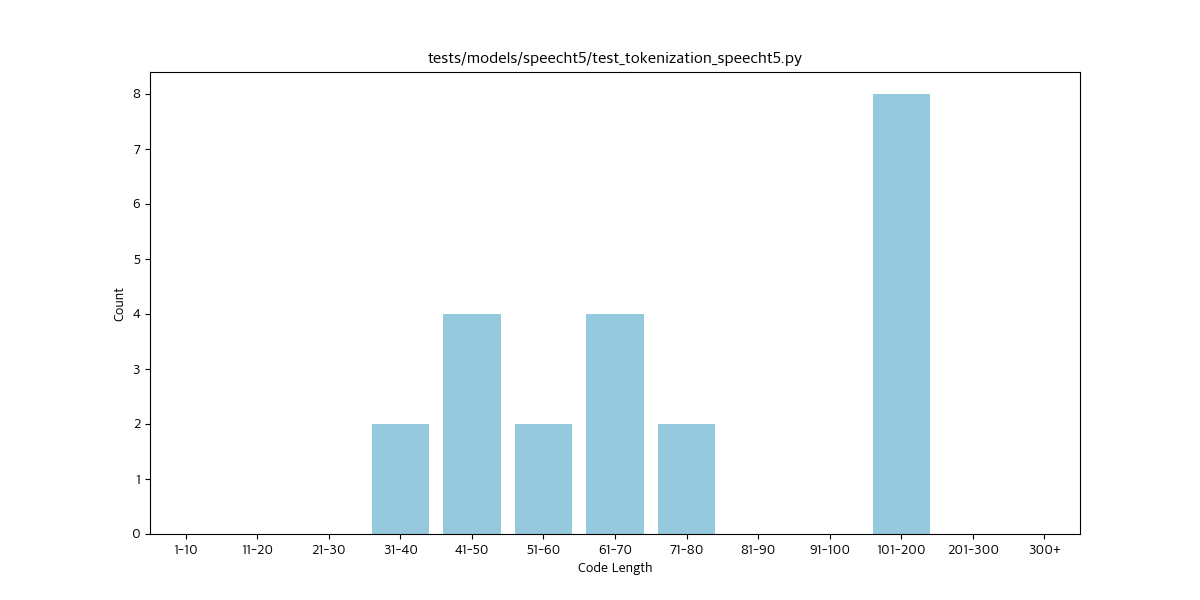 tests/models/speecht5/test_tokenization_speecht5.py
8
7
6
5
4
3
2
1
0
Count
1-10 11-20 21-30 31-40 41-50 51-60 61-70 71-80 81-90 91-100 101-200 201-300 300+
Code Length